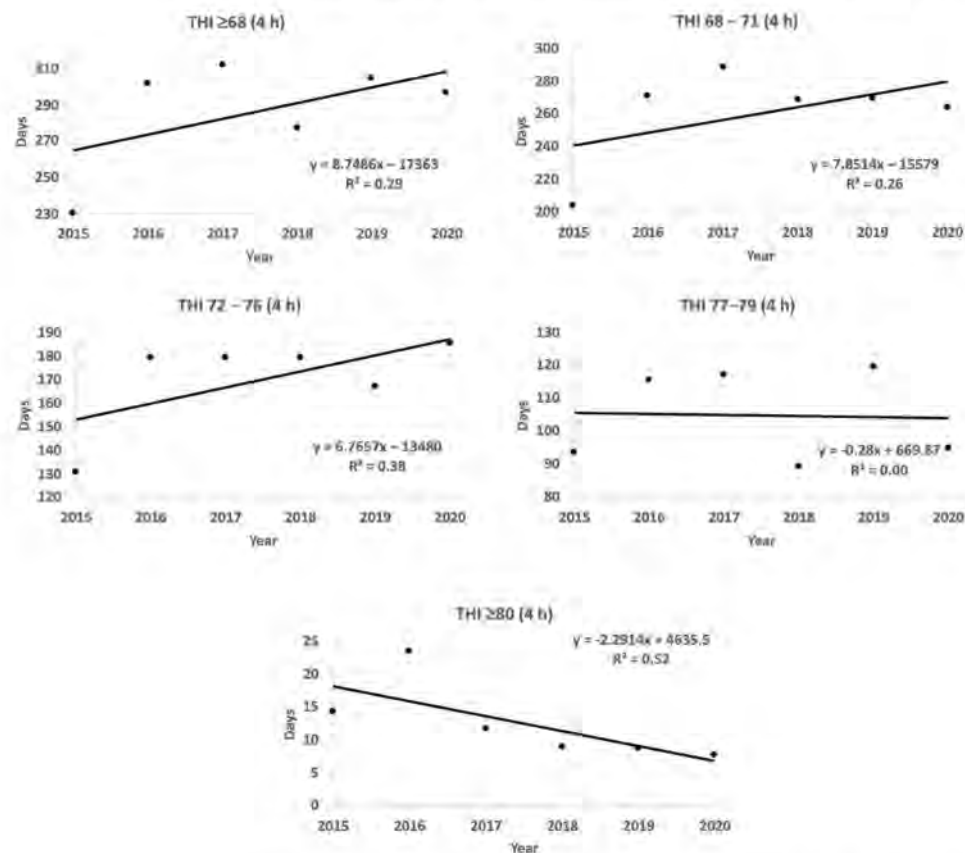 THI ≥68 (4 h)
310
290
270
250
230
Days
2015 2016 2017 2018 2019 2020
Year
y = 8.7486x − 17363
R² = 0.29
THI 68 – 71 (4 h)
300
280
260
240
220
200
Days
2015 2016 2017 2018 2019 2020
Year
y = 7.8514x − 15579
R² = 0.26
THI 72 – 76 (4 h)
190
180
170
160
150
140
130
120
Days
2015 2016 2017 2018 2019 2020
Year
y = 6.7657x − 13480
R² = 0.38
THI 77–79 (4 h)
130
120
110
100
90
80
Days
2015 2016 2017 2018 2019 2020
Year
y = -0.28x + 669.87
R² = 0.00
THI ≥80 (4 h)
25
20
15
10
5
0
Days
2015 2016 2017 2018 2019 2020
Year
y = -2.2914x + 4635.5
R² = 0.52